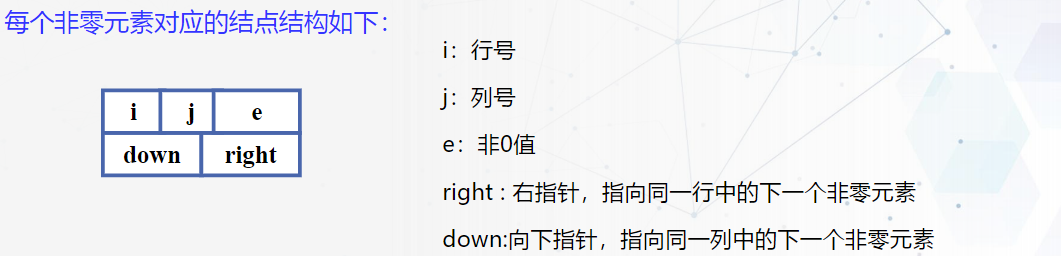 每个非零元素对应的结点结构如下：
i j e
down right
i：行号
j：列号
e：非0值
right : 右指针，指向同一行中的下一个非零元素
down:向下指针，指向同一列中的下一个非零元素